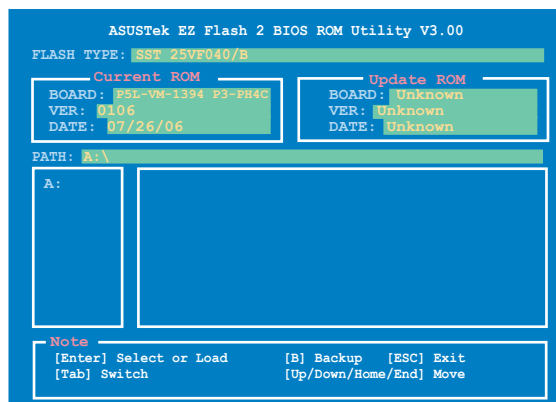 ASUSTek EZ Flash 2 BIOS ROM Utility V3.00
FLASH TYPE: SST 25VF040/B
Current ROM
BOARD: P5L-VM-1394 P3-PH4C
VER: 0106
DATE: 07/26/06
Update ROM
BOARD: Unknown
VER: Unknown
DATE: Unknown
PATH: A:\
A:
Note
[Enter] Select or Load [B] Backup [ESC] Exit
[Tab] Switch [Up/Down/Home/End] Move